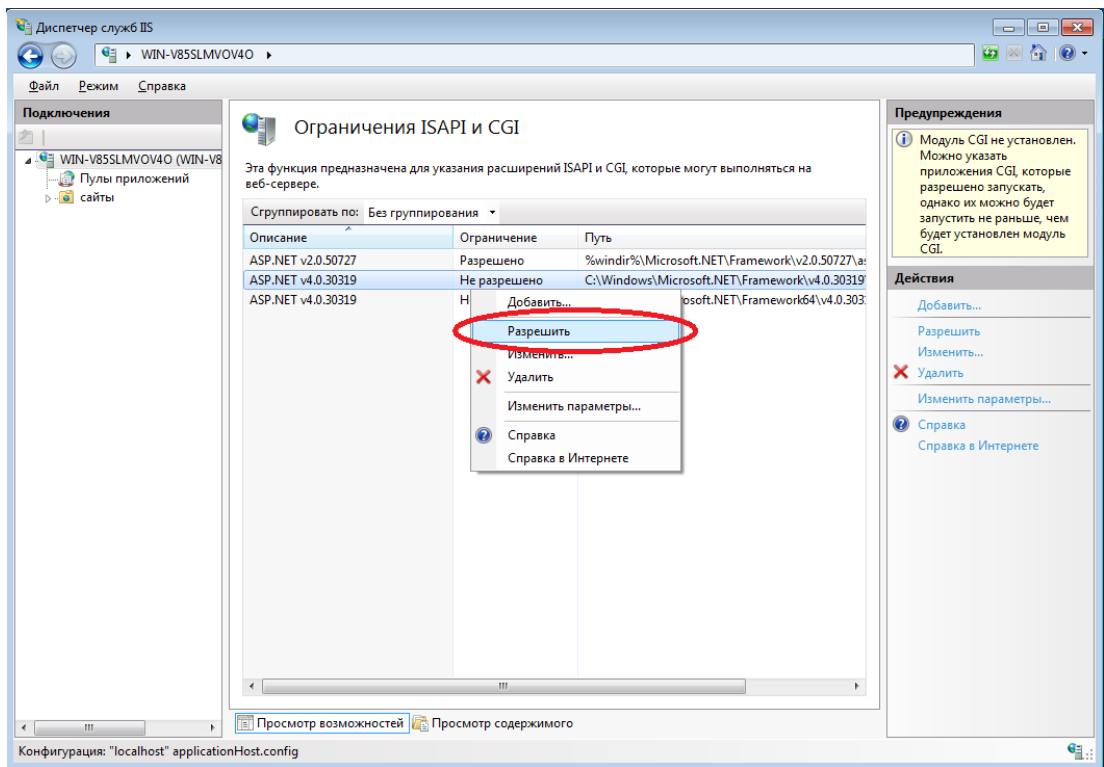 Диспетчер служб IIS
WIN-V85SLMVOV4O
Файл Режим Справка
Подключения
WIN-V85SLMVOV4O (WIN-V8
Пулы приложений
сайты
Ограничения ISAPI и CGI
Эта функция предназначена для указания расширений ISAPI и CGI, которые могут выполняться на
веб-сервере.
Сгруппировать по: Без группирования
Описание Ограничение Путь
ASP.NET v2.0.50727 Разрешено %windir%\Microsoft.NET\Framework\v2.0.50727\as
ASP.NET v4.0.30319 Не разрешено C:\Windows\Microsoft.NET\Framework\v4.0.30319\
ASP.NET v4.0.30319 Н osoft.NET\Framework64\v4.0.303
Добавить...
Разрешить
Изменить...
Удалить
Изменить параметры...
Справка
Справка в Интернете
Просмотр возможностей Просмотр содержимого
Предупреждения
Модуль CGI не установлен.
Можно указать
приложения CGI, которые
разрешено запускать,
однако их можно будет
запустить не раньше, чем
будет установлен модуль
CGI.
Действия
Добавить...
Разрешить
Изменить...
Удалить
Изменить параметры...
Справка
Справка в Интернете
Конфигурация: "localhost" applicationHost.config